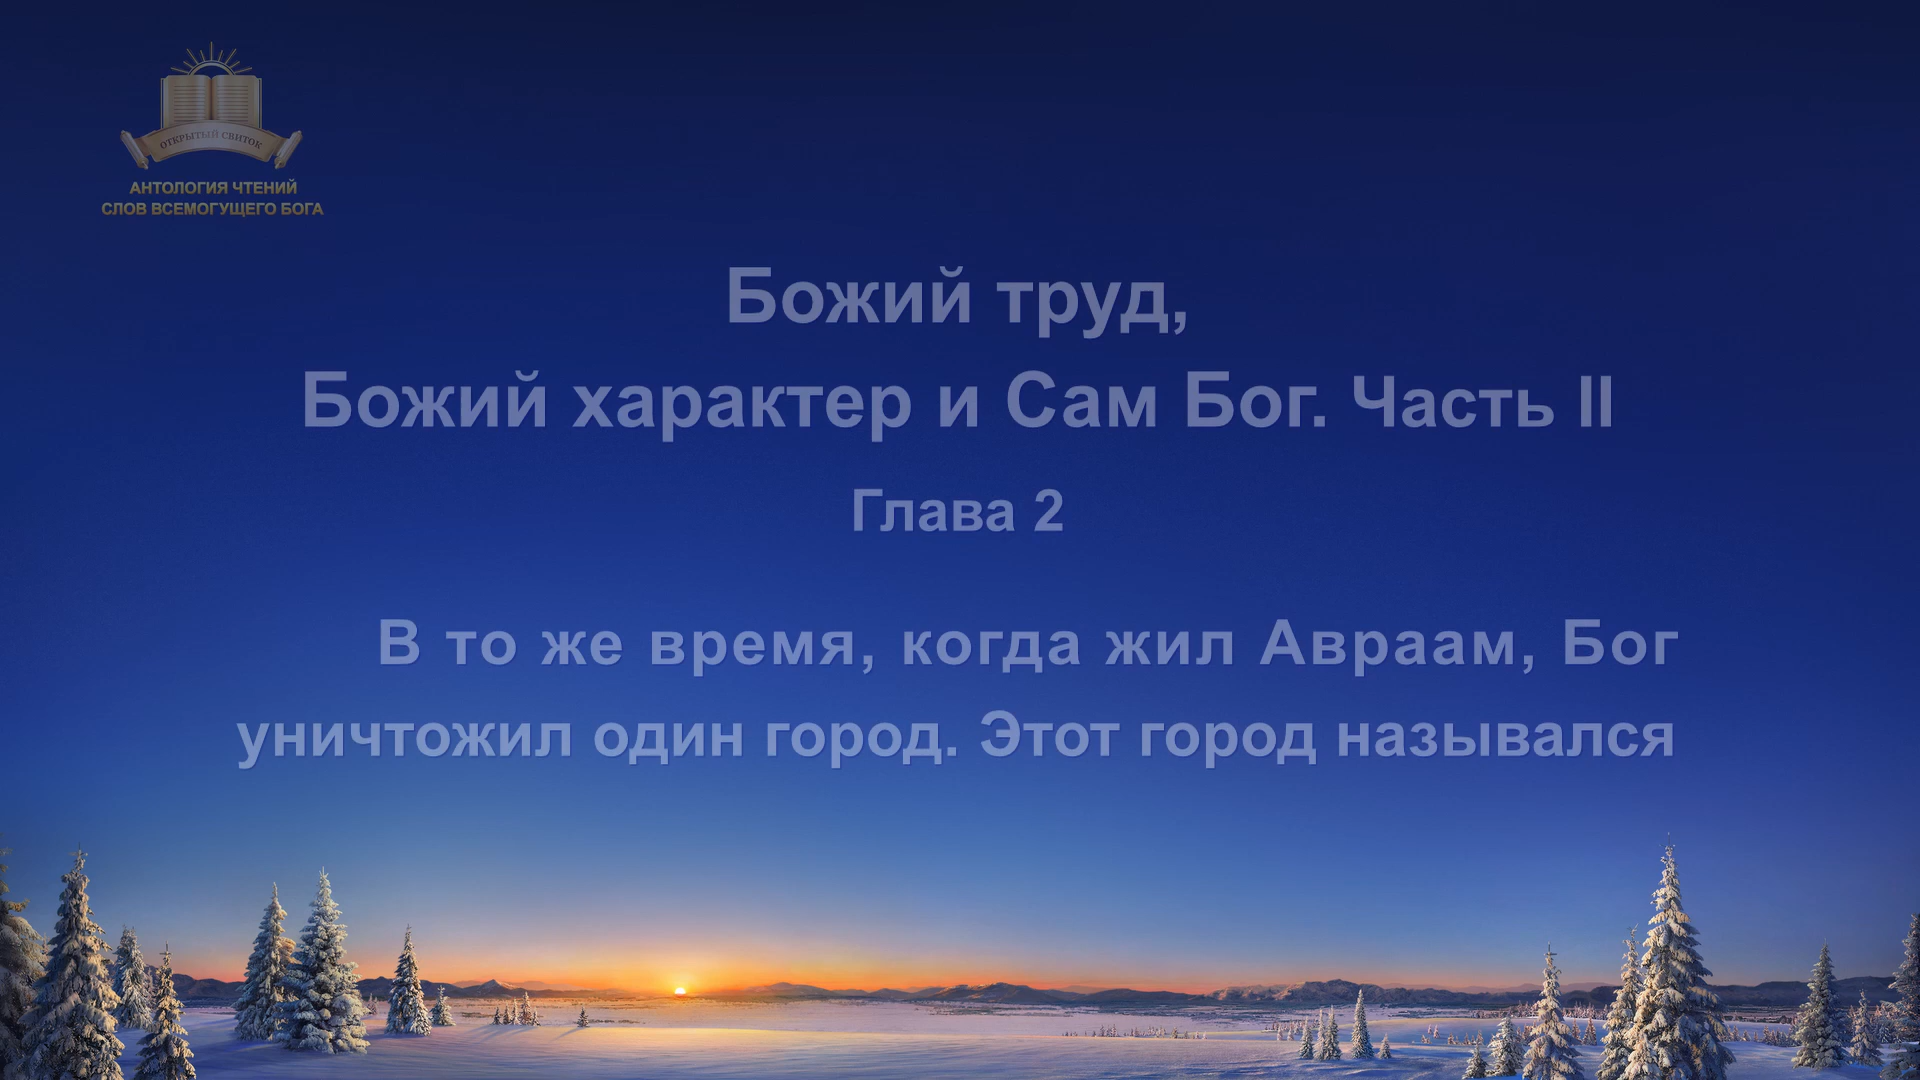 ОТКРЫТЫЙ СВИТОК
АНТОЛОГИЯ ЧТЕНИЙ
СЛОВ ВСЕМОГУЩЕГО БОГА
Божий труд,
Божий характер и Сам Бог. Часть II
Глава 2
В то же время, когда жил Авраам, Бог
уничтожил один город. Этот город назывался